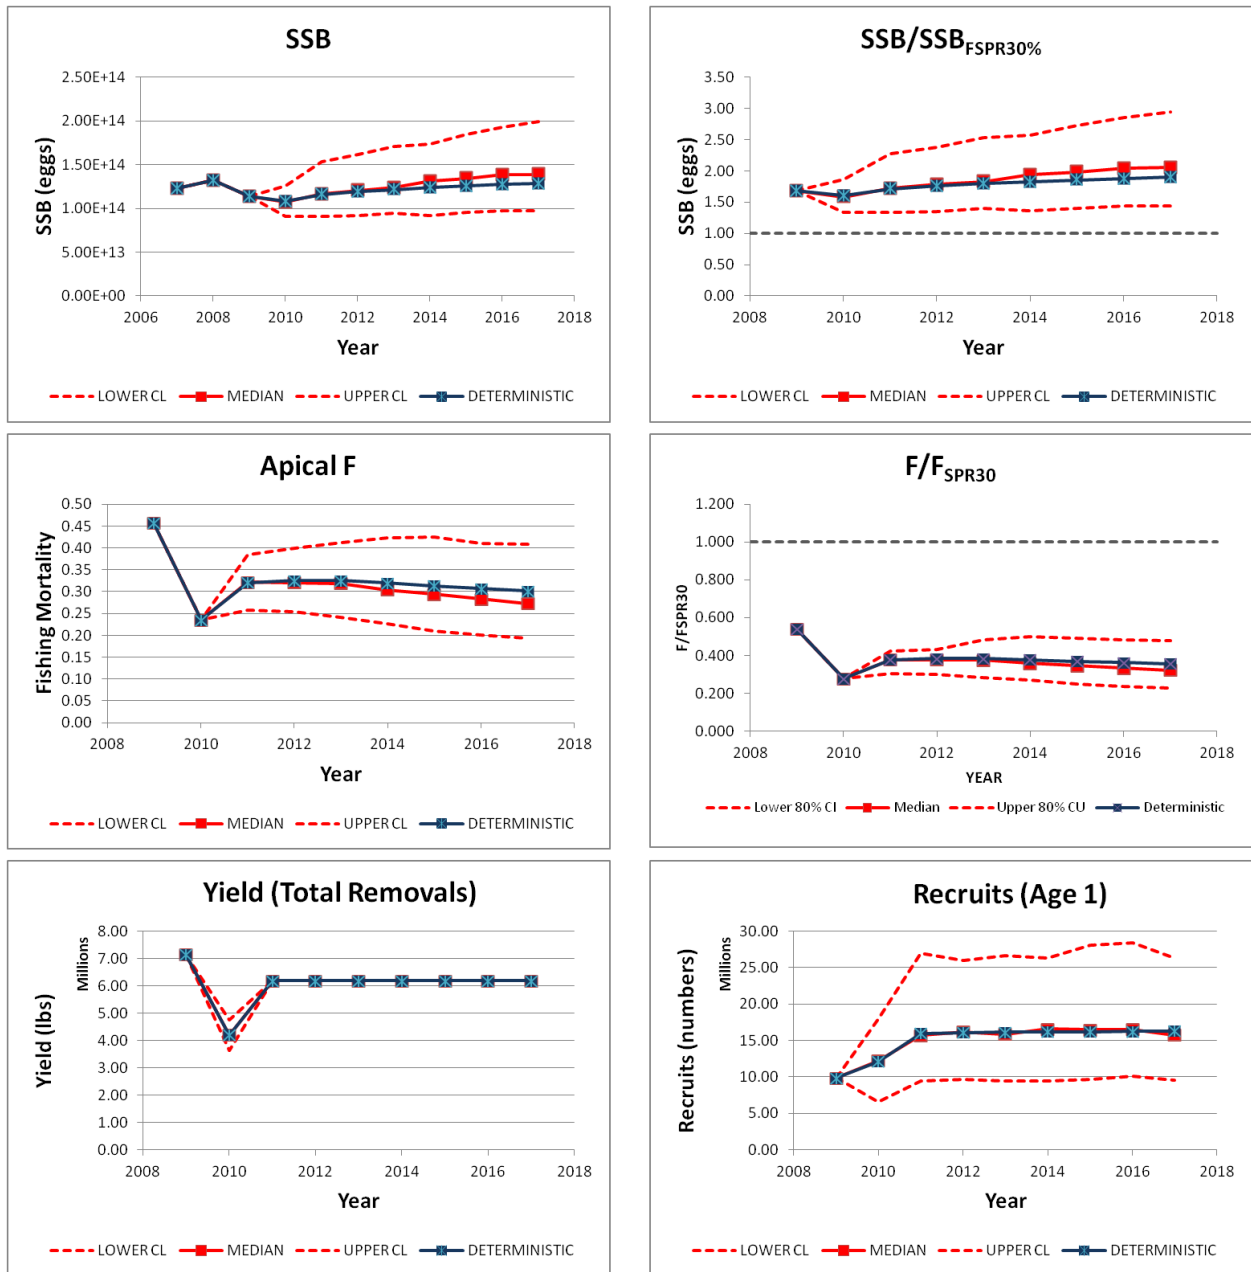 SSB
2.50E+14
2.00E+14
1.50E+14
1.00E+14
5.00E+13
0.00E+00
SSB (eggs)
2006 2008 2010 2012 2014 2016 2018
Year
LOWER CL MEDIAN UPPER CL DETERMINISTIC
SSB/SSBFSPR30%
3.50
3.00
2.50
2.00
1.50
1.00
0.50
0.00
SSB (eggs)
2008 2010 2012 2014 2016 2018
Year
LOWER CL MEDIAN UPPER CL DETERMINISTIC
Apical F
0.50
0.45
0.40
0.35
0.30
0.25
0.20
0.15
0.10
0.05
0.00
Fishing Mortality
2008 2010 2012 2014 2016 2018
Year
LOWER CL MEDIAN UPPER CL DETERMINISTIC
F/FSPR30
1.200
1.000
0.800
0.600
0.400
0.200
0.000
F/FSPR30
2008 2010 2012 2014 2016 2018
YEAR
Lower 80% CI Median Upper 80% CU Deterministic
Yield (Total Removals)
8.00
7.00
6.00
5.00
4.00
3.00
2.00
1.00
0.00
Millions
Yield (lbs)
2008 2010 2012 2014 2016 2018
Year
LOWER CL MEDIAN UPPER CL DETERMINISTIC
Recruits (Age 1)
30.00
25.00
20.00
15.00
10.00
5.00
0.00
Millions
Recruits (numbers)
2008 2010 2012 2014 2016 2018
Year
LOWER CL MEDIAN UPPER CL DETERMINISTIC